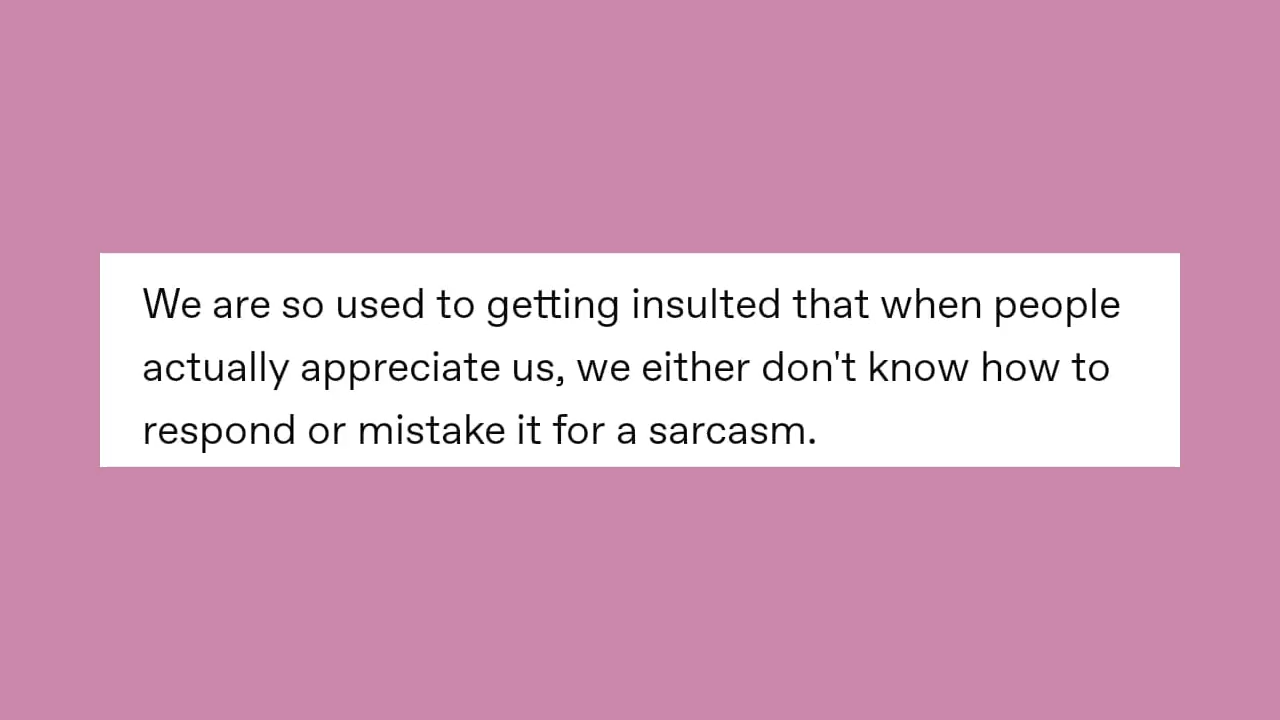 We are so used to getting insulted that when people
actually appreciate us, we either don't know how to
respond or mistake it for a sarcasm.